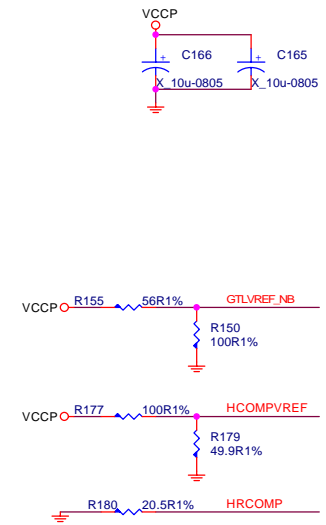 VCCP
+ C166 + C165
X_10u-0805 X_10u-0805
VCCP R155 56R1% GTLVREF_NB
R150
100R1%
VCCP R177 100R1% HCOMPVREF
R179
49.9R1%
R180 20.5R1% HRCOMP